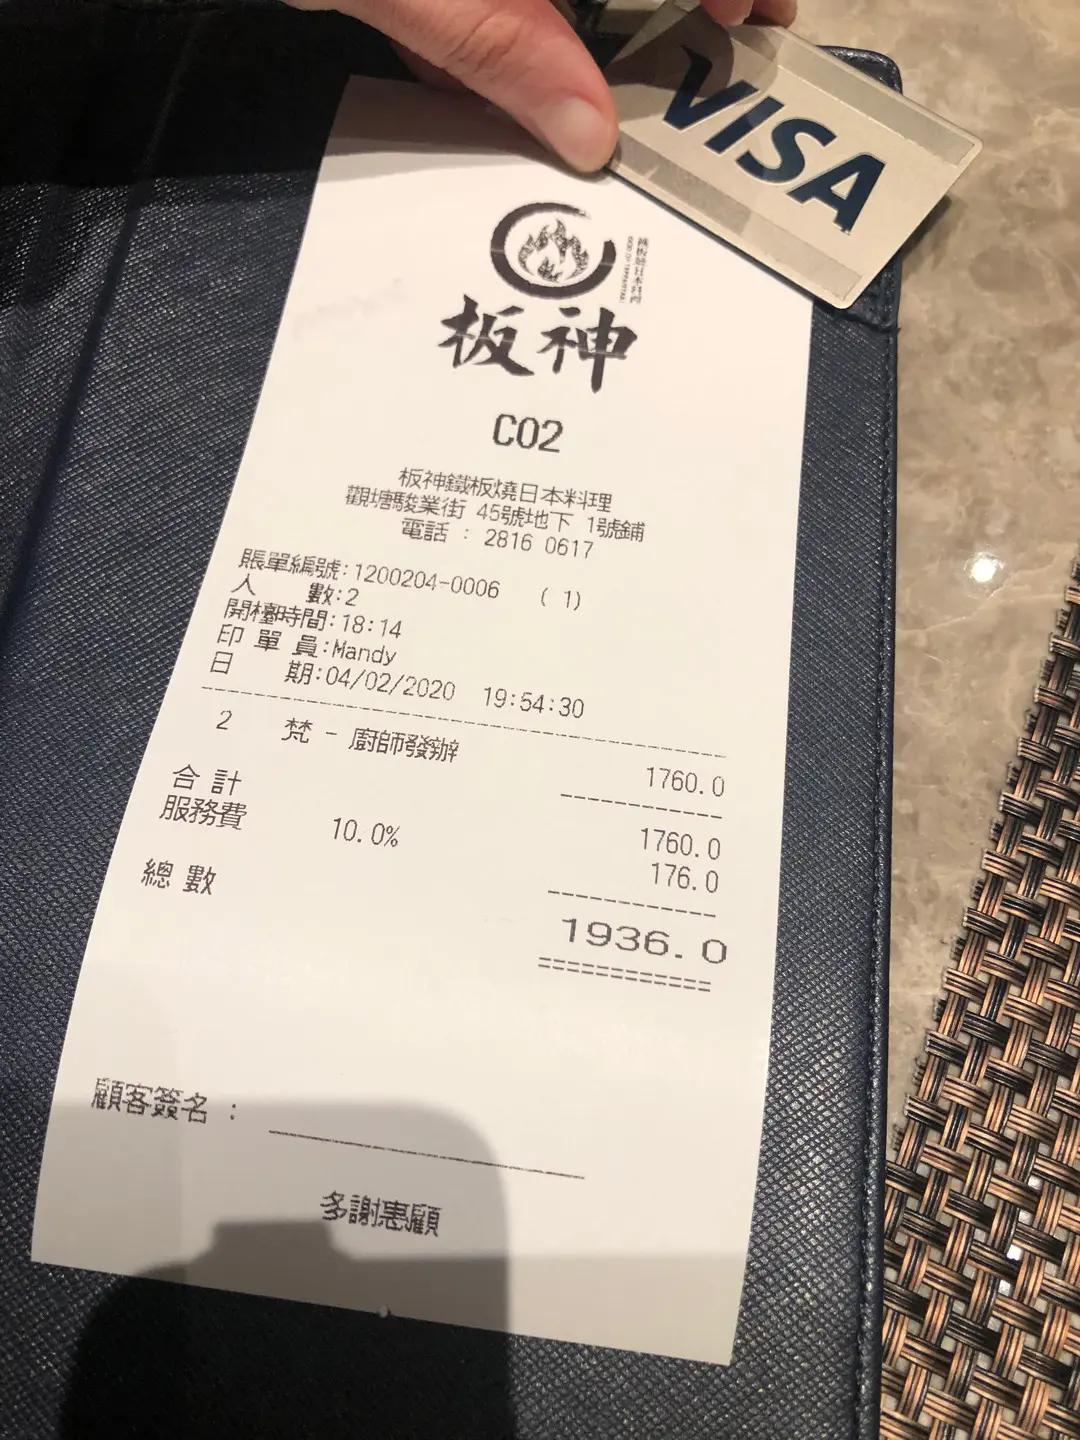 VISA
板神
C02
板神鐵板燒日本料理
觀塘駿業街 45號地下 1號鋪
電話 : 2816 0617
賬單編號:1200204-0006 ( 1)
人 數:2
開檯時間:18:14
印 單 員:Mandy
日 期:04/02/2020 19:54:30
2 梵 - 廚師發辦 1760.0
合 計 1760.0
服務費 10.0% 176.0
總 數 1936.0
顧客簽名 :
多謝惠顧